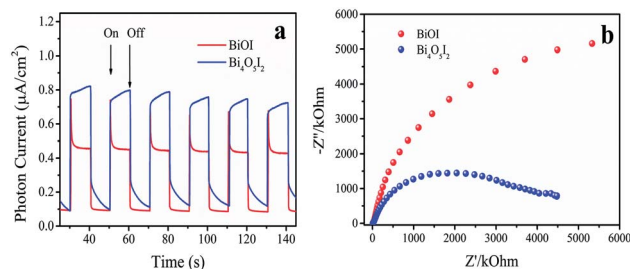 a
On Off
BiOI
Bi₄O₅I₂
Photon Current (μA/cm²)
1.2
1.0
0.8
0.6
0.4
0.2
0.0
40 60 80 100 120 140
Time (s)
b
BiOI
Bi₄O₅I₂
-Z''/kOhm
6000
5000
4000
3000
2000
1000
0
0 1000 2000 3000 4000 5000
Z'/kOhm